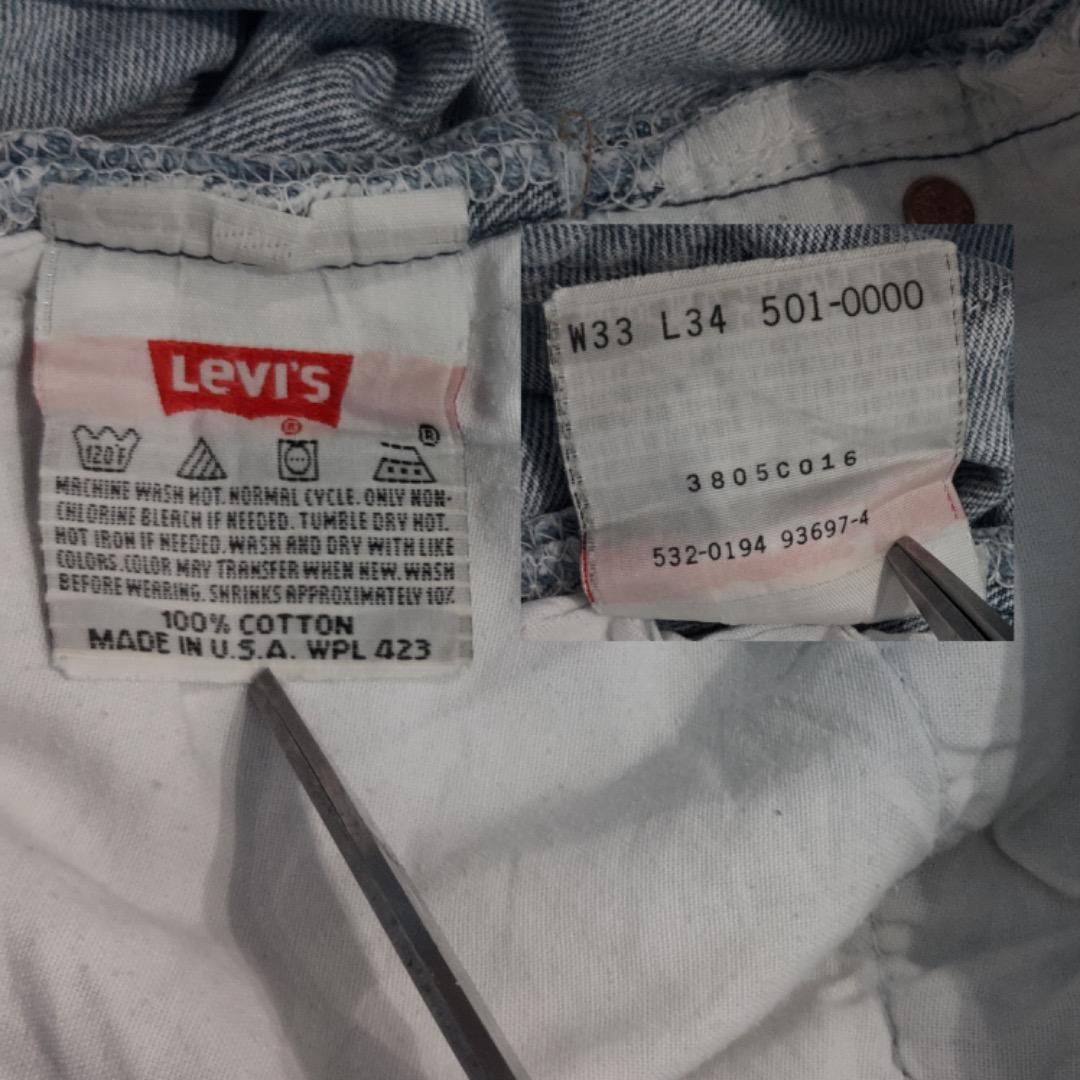 Levi's
®
®
120°F
MACHINE WASH HOT. NORMAL CYCLE. ONLY NON-
CHLORINE BLEACH IF NEEDED. TUMBLE DRY HOT.
HOT IRON IF NEEDED. WASH AND DRY WITH LIKE
COLORS. COLOR MAY TRANSFER WHEN NEW. WASH
BEFORE WEARING. SHRINKS APPROXIMATELY 10%
100% COTTON
MADE IN U.S.A. WPL 423
W33 L34 501-0000
3805C016
532-0194 93697-4